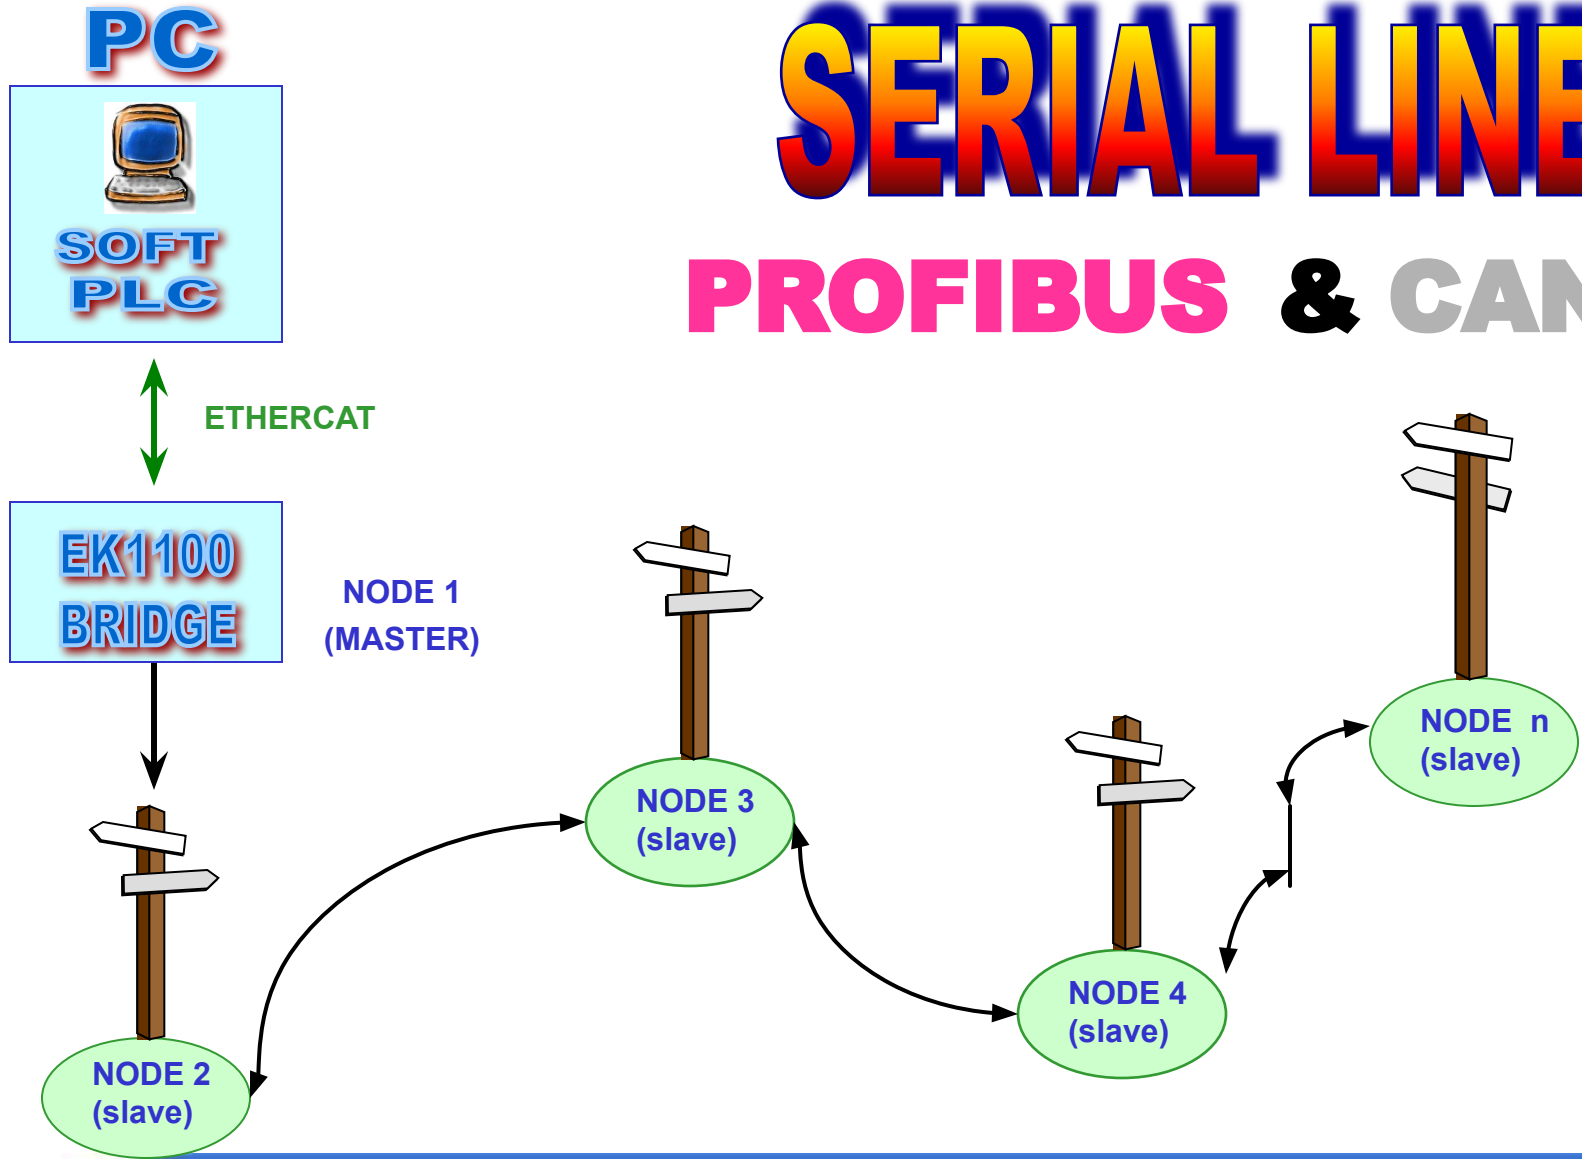 PC
SERIAL LINE
SOFT
PLC
PROFIBUS & CAN
ETHERCAT
EK1100
BRIDGE
NODE 1
(MASTER)
NODE n
(slave)
NODE 3
(slave)
NODE 4
(slave)
NODE 2
(slave)